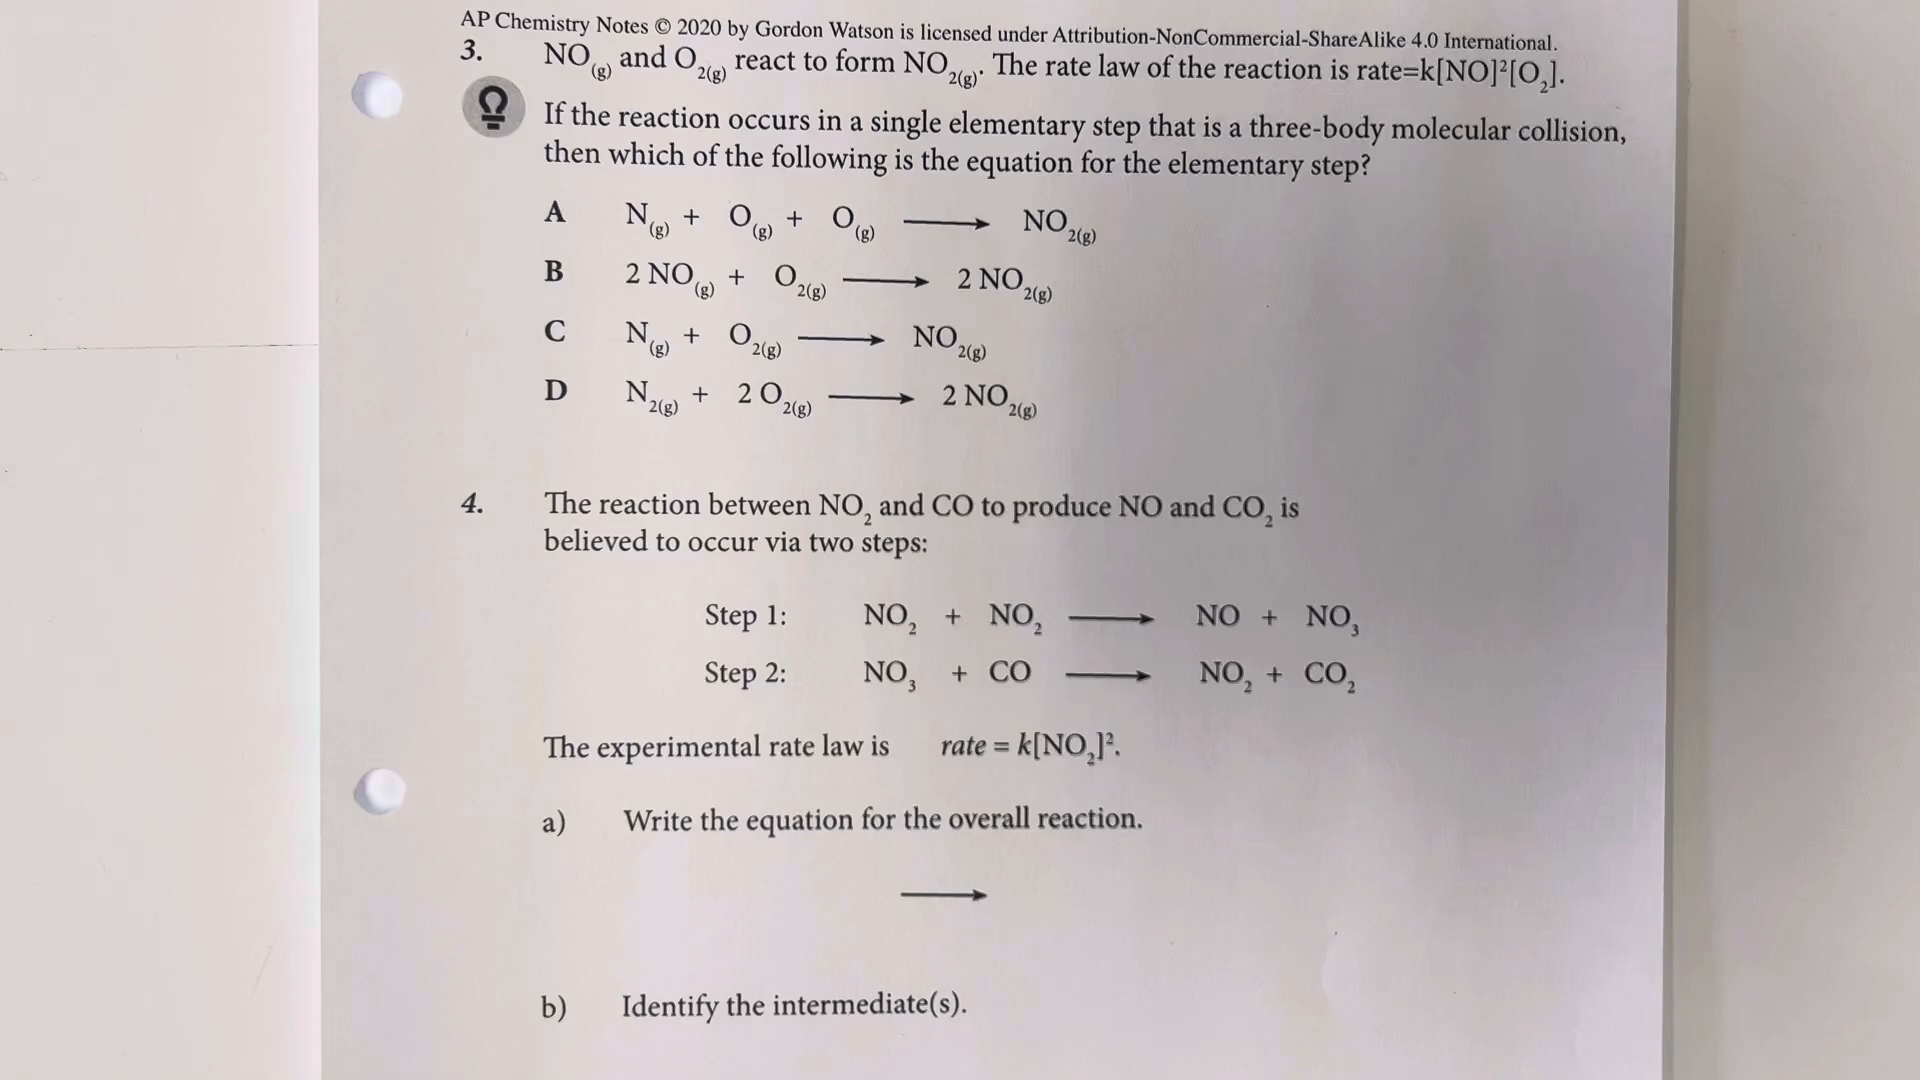 AP Chemistry Notes © 2020 by Gordon Watson is licensed under Attribution-NonCommercial-ShareAlike 4.0 International.
3. NO(g) and O₂(g) react to form NO₂(g). The rate law of the reaction is rate=k[NO]²[O₂].
If the reaction occurs in a single elementary step that is a three-body molecular collision,
then which of the following is the equation for the elementary step?
A N(g) + O(g) + O(g) ⟶ NO₂(g)
B 2 NO(g) + O₂(g) ⟶ 2 NO₂(g)
C N(g) + O₂(g) ⟶ NO₂(g)
D N₂(g) + 2 O₂(g) ⟶ 2 NO₂(g)
4. The reaction between NO₂ and CO to produce NO and CO₂ is
believed to occur via two steps:
Step 1: NO₂ + NO₂ ⟶ NO + NO₃
Step 2: NO₃ + CO ⟶ NO₂ + CO₂
The experimental rate law is rate = k[NO₂]².
a) Write the equation for the overall reaction.
⟶
b) Identify the intermediate(s).